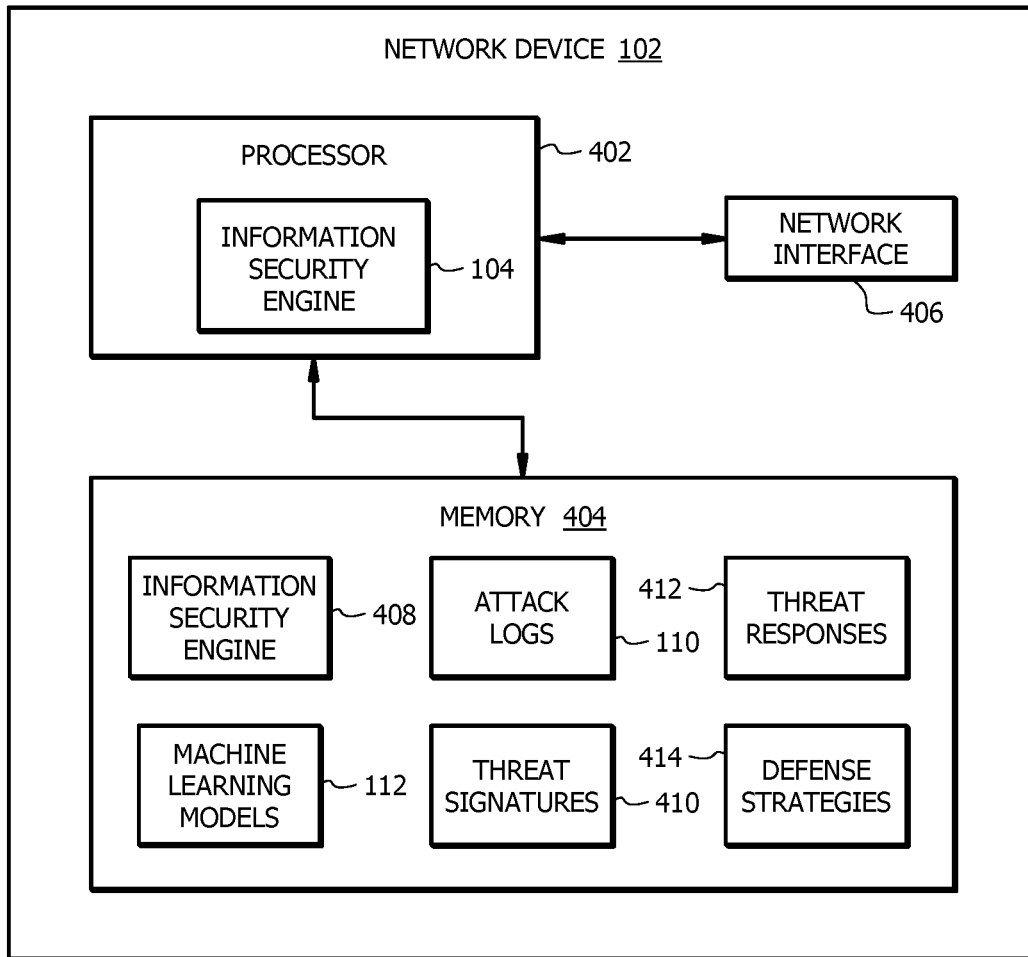 NETWORK DEVICE 102
PROCESSOR
402
INFORMATION
SECURITY
ENGINE
104
NETWORK
INTERFACE
406
MEMORY 404
INFORMATION
SECURITY
ENGINE
408
ATTACK
LOGS
110
412
THREAT
RESPONSES
MACHINE
LEARNING
MODELS
112
THREAT
SIGNATURES
410
414
DEFENSE
STRATEGIES